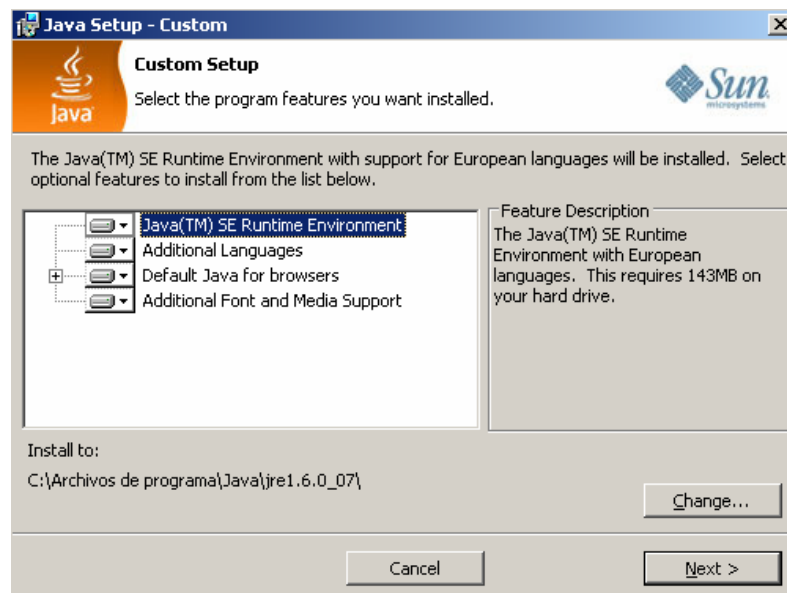 Java Setup - Custom
Java
Custom Setup
Select the program features you want installed.
Sun
microsystems
The Java(TM) SE Runtime Environment with support for European languages will be installed. Select
optional features to install from the list below.
Java(TM) SE Runtime Environment
Additional Languages
Default Java for browsers
Additional Font and Media Support
Feature Description
The Java(TM) SE Runtime
Environment with European
languages. This requires 143MB on
your hard drive.
Install to:
C:\Archivos de programa\Java\jre1.6.0_07\
Change...
Cancel
Next >